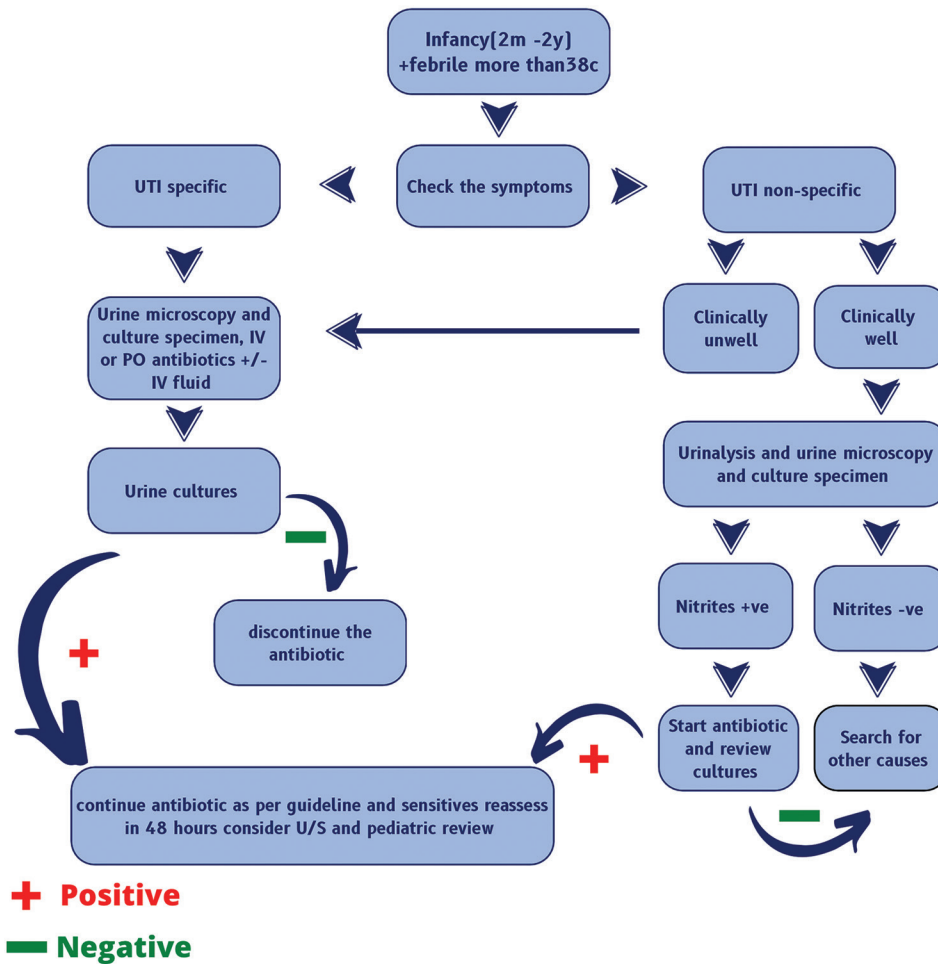 Infancy(2m -2y)
+febrile more than38c
UTI specific
Check the symptoms
UTI non-specific
Urine microscopy and
culture specimen, IV
or PO antibiotics +/-
IV fluid
Clinically
unwell
Clinically
well
Urinalysis and urine microscopy
and culture specimen
Urine cultures
Nitrites +ve
Nitrites -ve
discontinue the
antibiotic
Start antibiotic
and review
cultures
Search for
other causes
continue antibiotic as per guideline and sensitives reassess
in 48 hours consider U/S and pediatric review
Positive
Negative